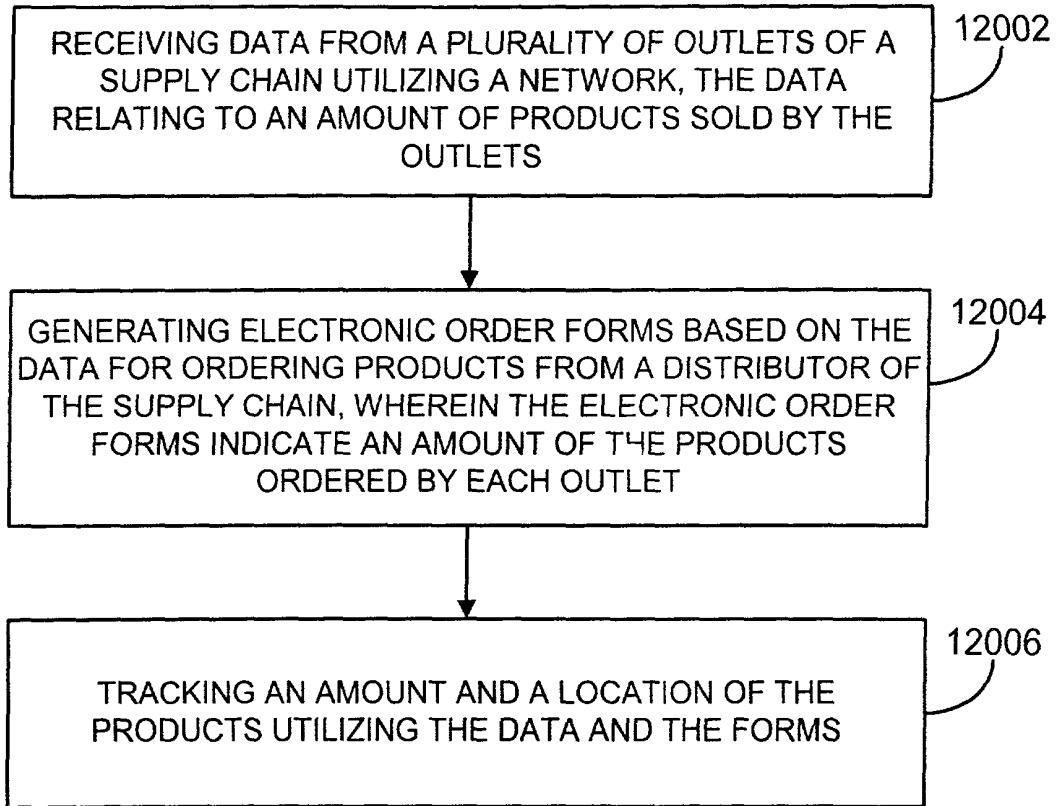 RECEIVING DATA FROM A PLURALITY OF OUTLETS OF A
SUPPLY CHAIN UTILIZING A NETWORK, THE DATA
RELATING TO AN AMOUNT OF PRODUCTS SOLD BY THE
OUTLETS
12002
GENERATING ELECTRONIC ORDER FORMS BASED ON THE
DATA FOR ORDERING PRODUCTS FROM A DISTRIBUTOR OF
THE SUPPLY CHAIN, WHEREIN THE ELECTRONIC ORDER
FORMS INDICATE AN AMOUNT OF THE PRODUCTS
ORDERED BY EACH OUTLET
12004
TRACKING AN AMOUNT AND A LOCATION OF THE
PRODUCTS UTILIZING THE DATA AND THE FORMS
12006